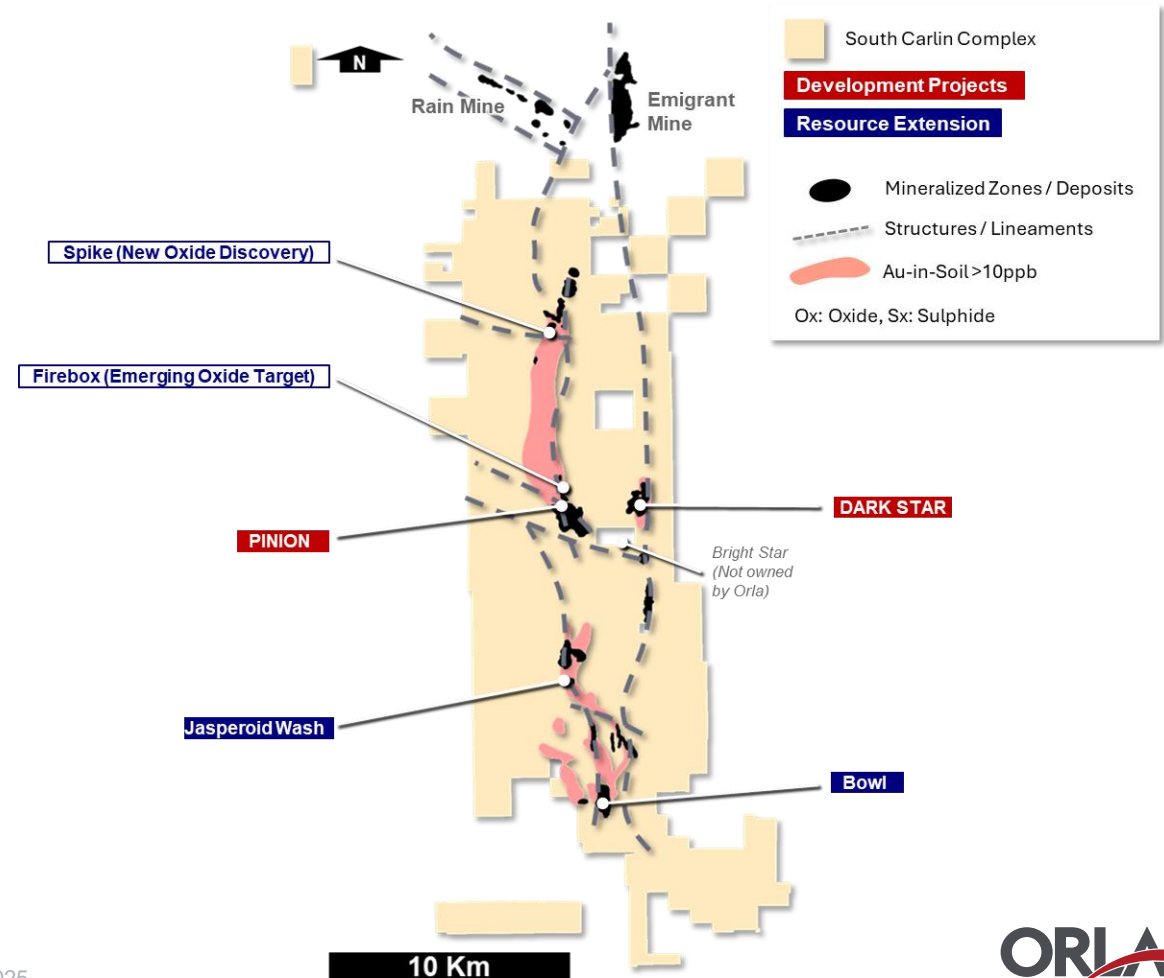 N
Rain Mine
Emigrant
Mine
South Carlin Complex
Development Projects
Resource Extension
Mineralized Zones / Deposits
Structures / Lineaments
Au-in-Soil >10ppb
Ox: Oxide, Sx: Sulphide
Spike (New Oxide Discovery)
Firebox (Emerging Oxide Target)
PINION
DARK STAR
Bright Star
(Not owned
by Orla)
Jasperoid Wash
Bowl
10 Km
ORLA